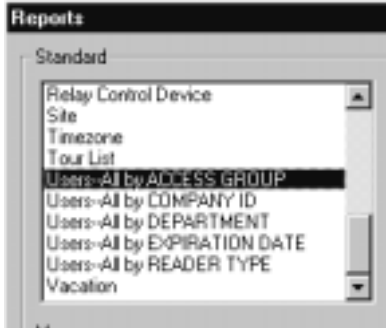 Reports
Standard
Relay Control Device
Site
Timezone
Tour List
Users--All by ACCESS GROUP
Users--All by COMPANY ID
Users--All by DEPARTMENT
Users--All by EXPIRATION DATE
Users--All by READER TYPE
Vacation